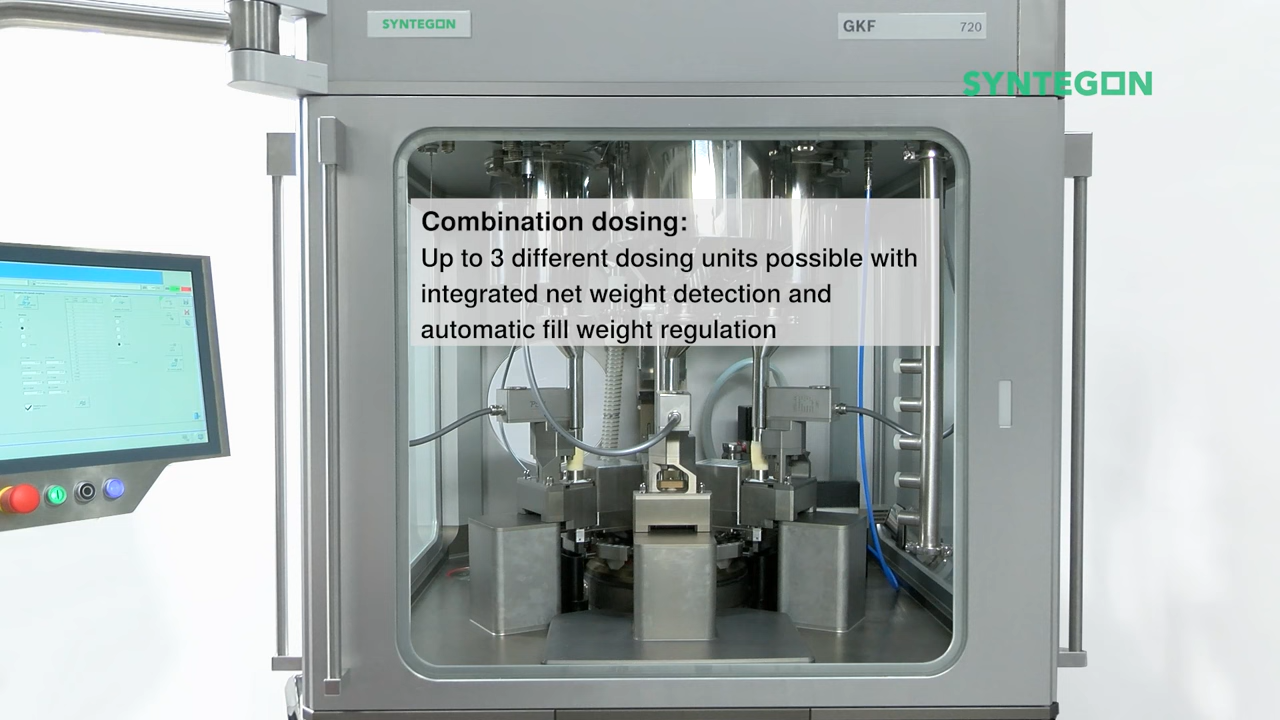 SYNTEGON
GKF 720
SYNTEGON
Combination dosing:
Up to 3 different dosing units possible with
integrated net weight detection and
automatic fill weight regulation